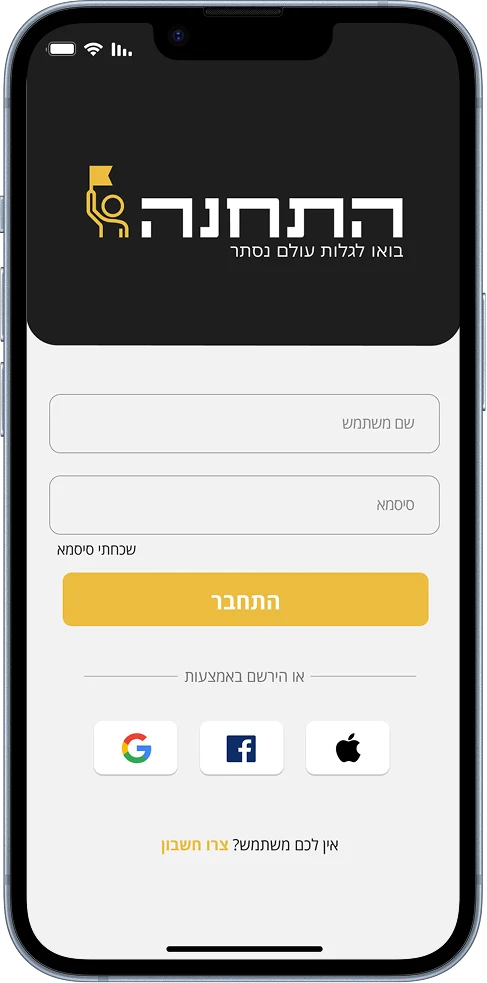 התחנה
בואו לגלות עולם נסתר
שם משתמש
סיסמא
שכחתי סיסמא
התחבר
או הירשם באמצעות
אין לכם משתמש? צרו חשבון